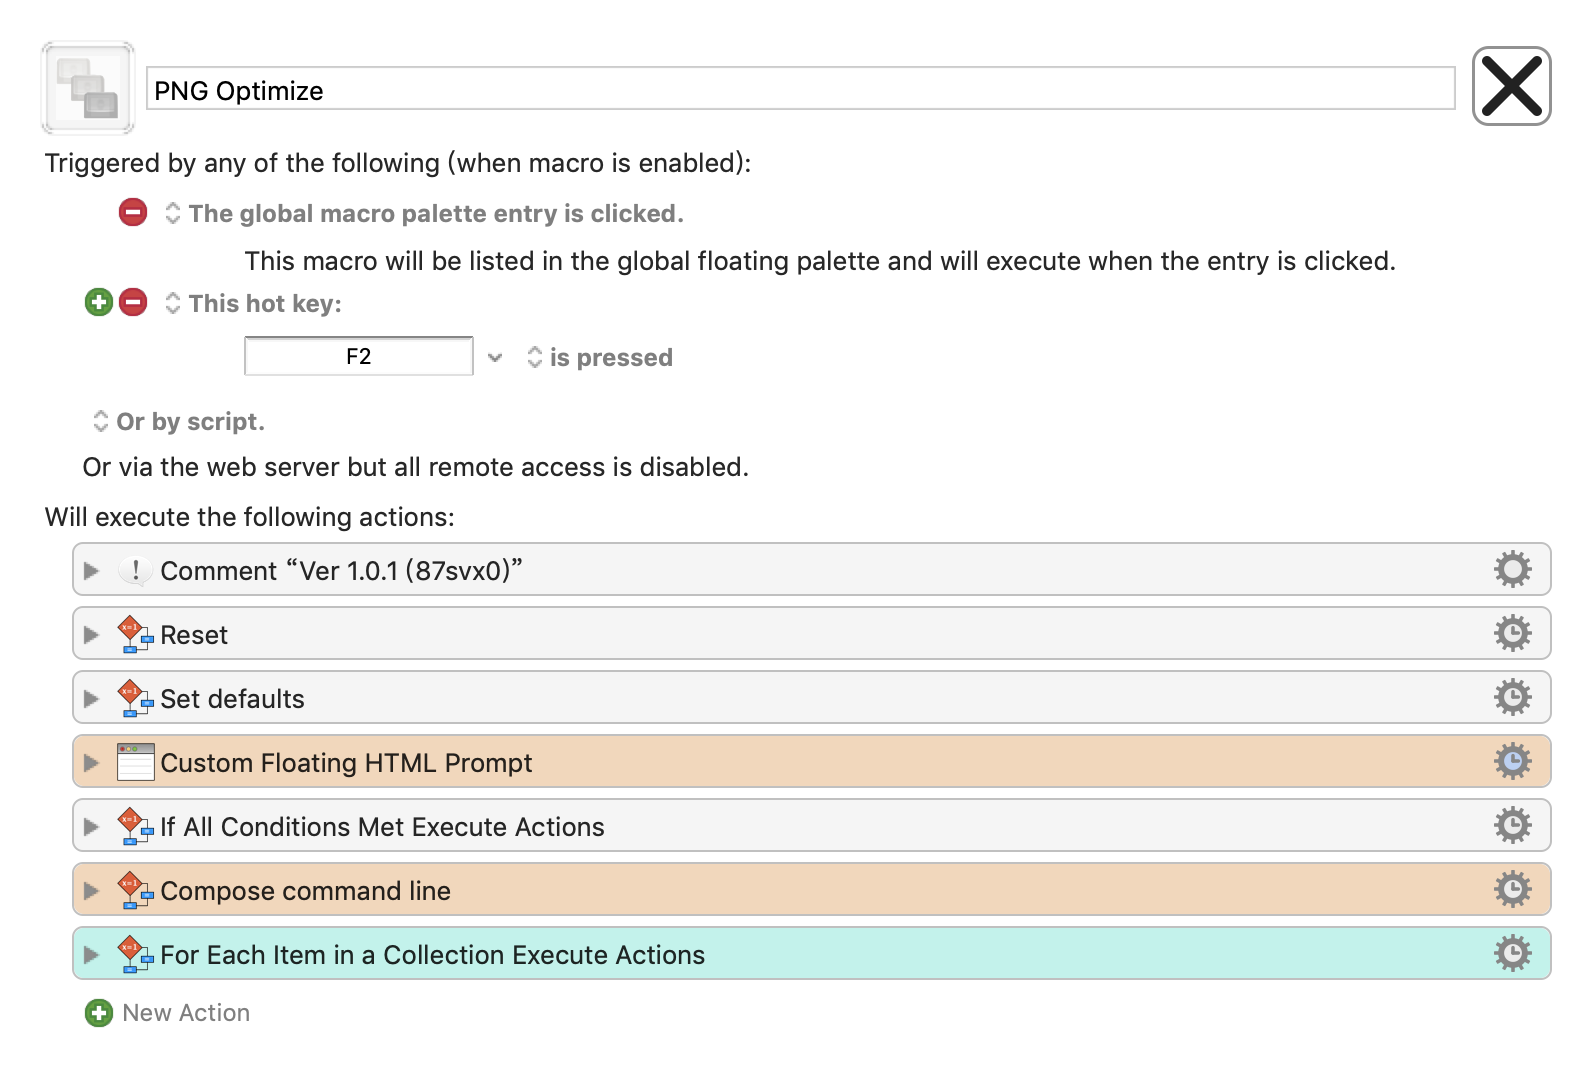 PNG Optimize
Triggered by any of the following (when macro is enabled):
The global macro palette entry is clicked.
This macro will be listed in the global floating palette and will execute when the entry is clicked.
This hot key:
F2
is pressed
Or by script.
Or via the web server but all remote access is disabled.
Will execute the following actions:
Comment “Ver 1.0.1 (87svx0)”
Reset
Set defaults
Custom Floating HTML Prompt
If All Conditions Met Execute Actions
Compose command line
For Each Item in a Collection Execute Actions
New Action